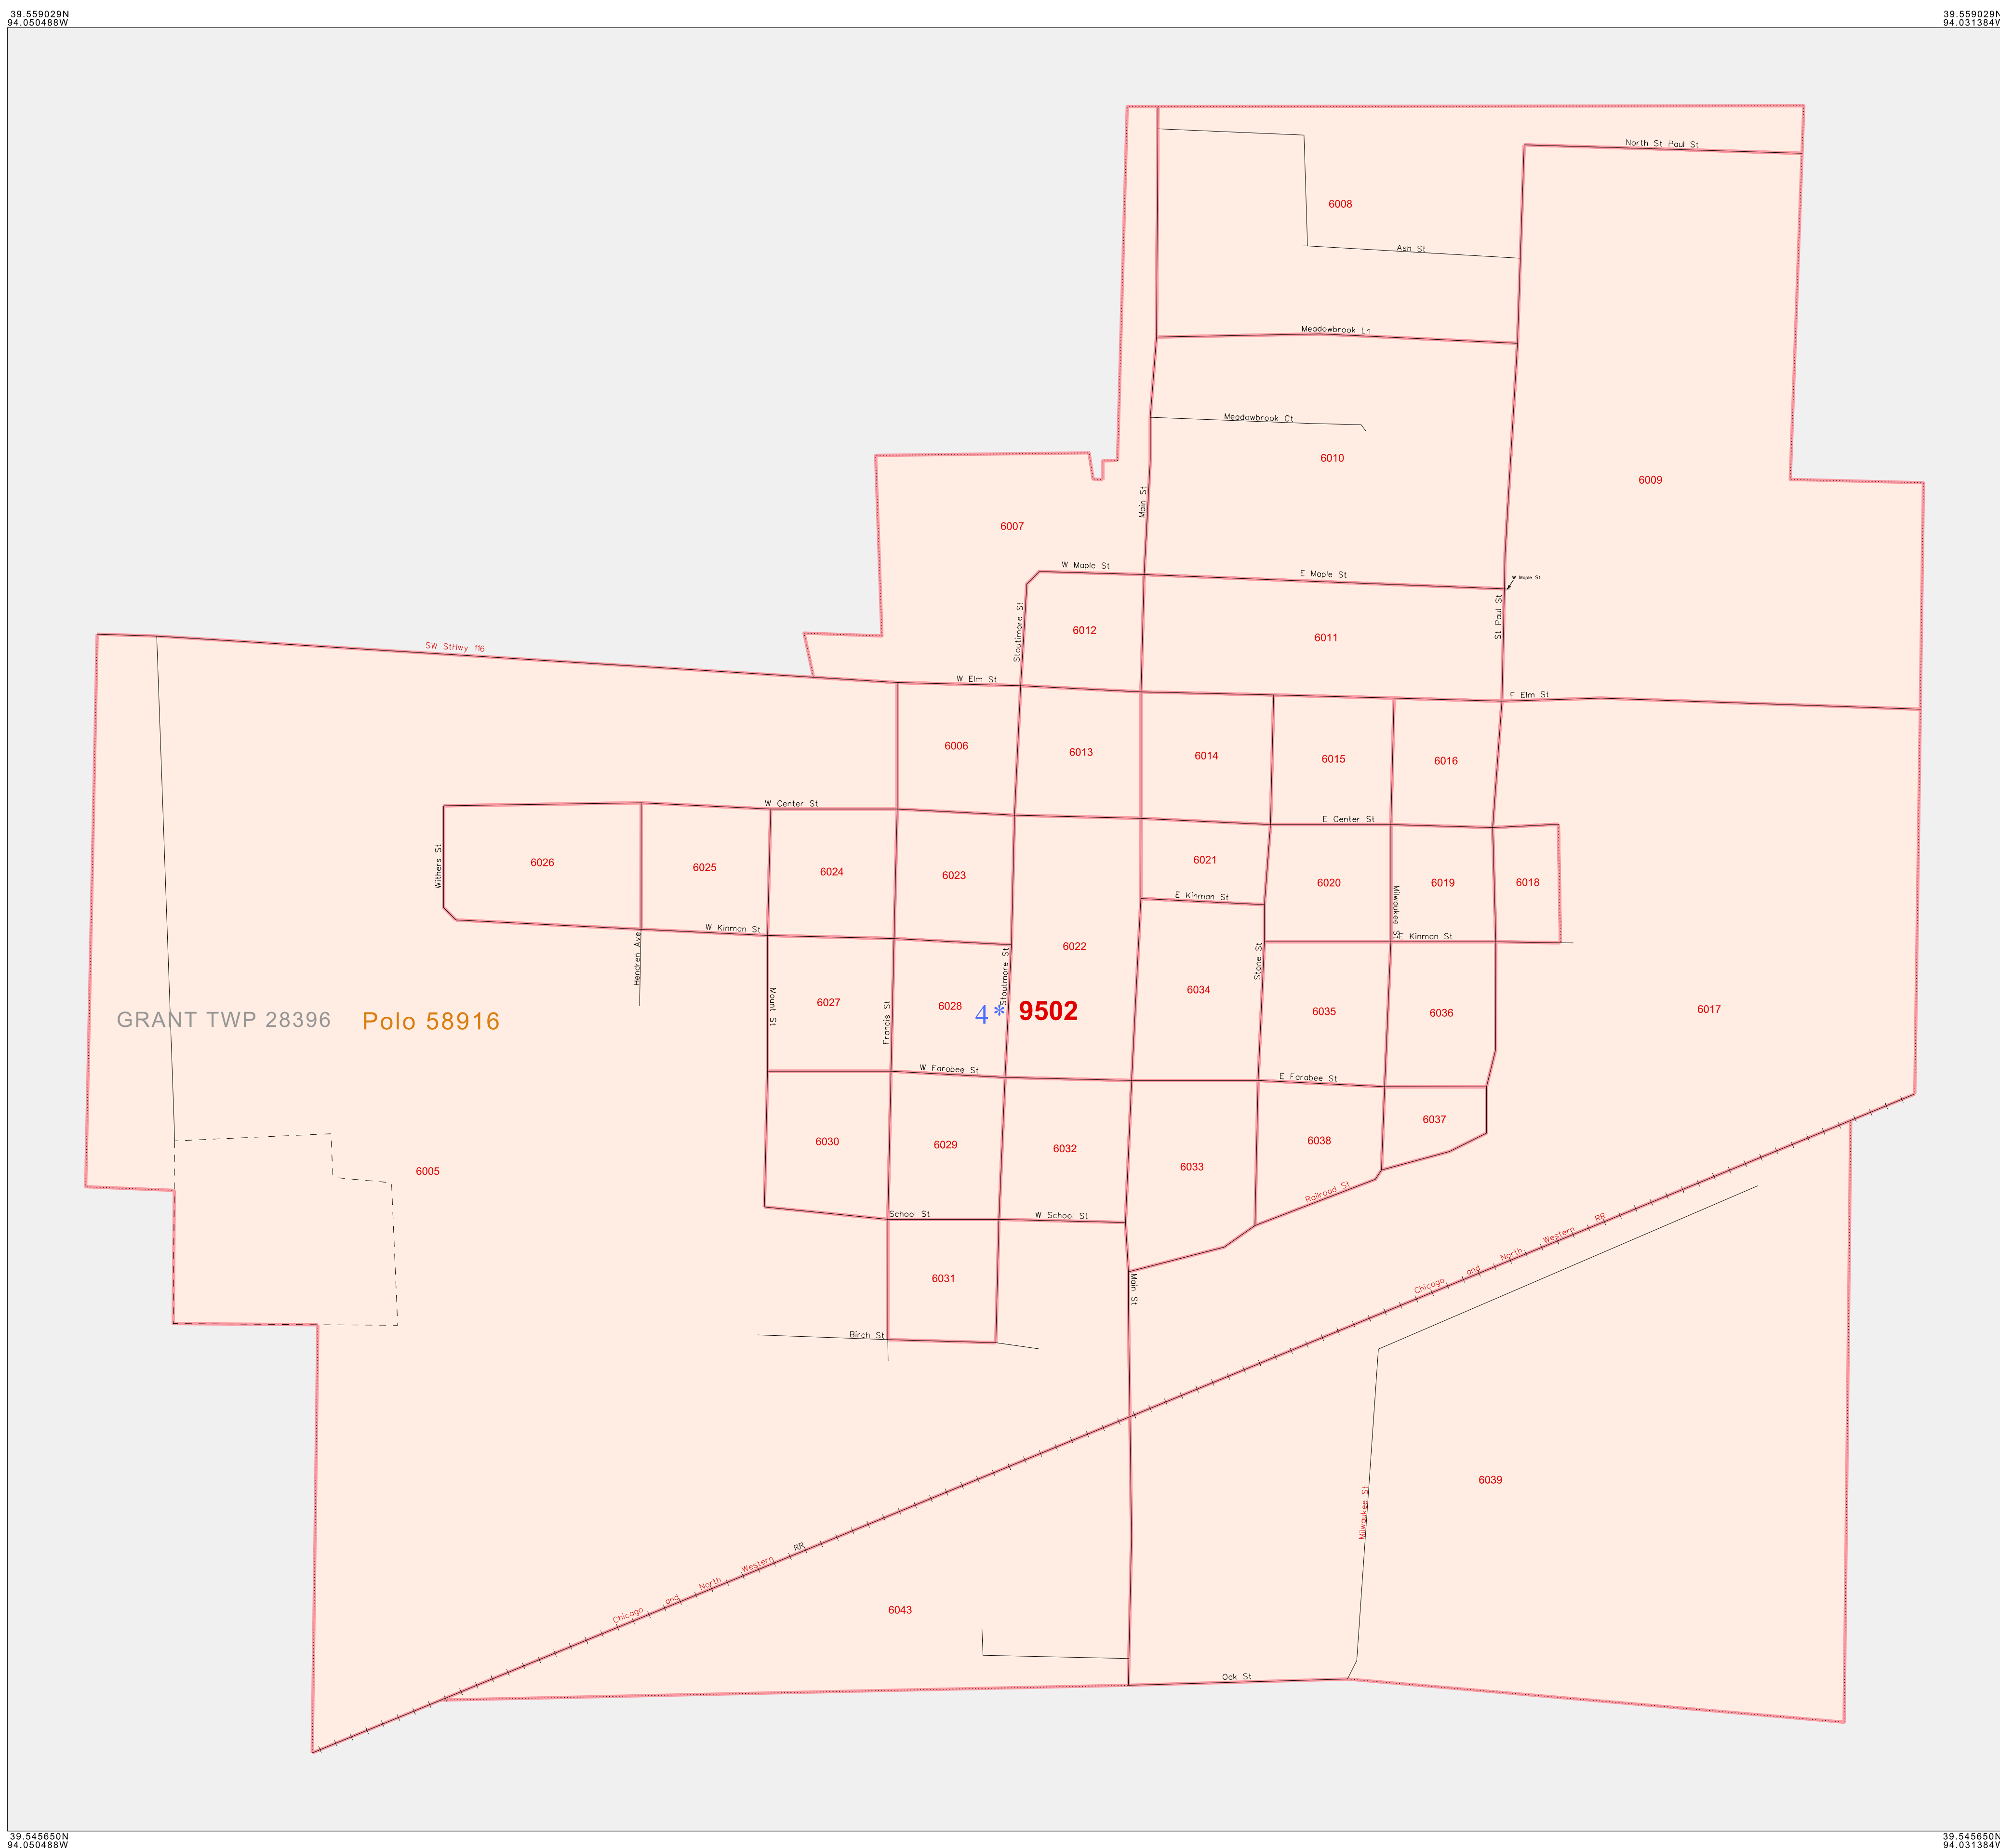 39.559029N
94.050488W
39.559029N
94.031384W
North St Paul St
6008
Ash St
Meadowbrook Ln
Meadowbrook Ct
6010
6009
Main St
6007
W Maple St
E Maple St
W Maple St
St Paul St
Stoutimore St
6012
6011
SW StHwy 116
W Elm St
E Elm St
6006
6013
6014
6015
6016
W Center St
E Center St
Withers St
6026
6025
6024
6023
6021
6020
6019
6018
E Kinman St
Milwaukee St
W Kinman St
E Kinman St
Hendren Ave
Stoutmore St
6022
Stone St
6034
Mount St
6027
Francis St
6028
4*
9502
6035
6036
6017
GRANT TWP 28396
Polo 58916
W Farabee St
E Farabee St
6037
6030
6029
6032
6033
6038
6005
Railroad St
School St
W School St
6031
Main St
Birch St
Chicago and North Western RR
6039
Milwaukee St
Chicago and North Western RR
6043
Oak St
39.545650N
94.050488W
39.545650N
94.031384W